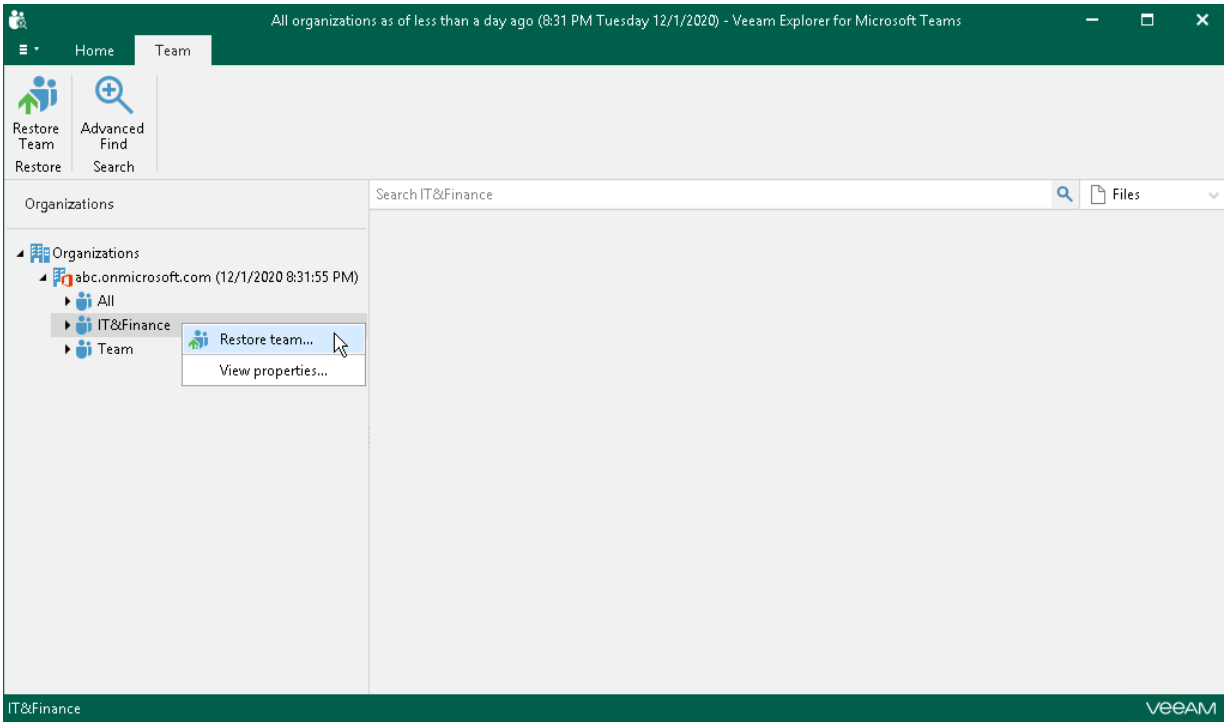 All organizations as of less than a day ago (8:31 PM Tuesday 12/1/2020) - Veeam Explorer for Microsoft Teams
Home Team
Restore Team
Advanced Find
Restore Search
Organizations
Search IT&Finance
Files
Organizations
abc.onmicrosoft.com (12/1/2020 8:31:55 PM)
All
IT&Finance
Restore team...
Team
View properties...
IT&Finance
veeam